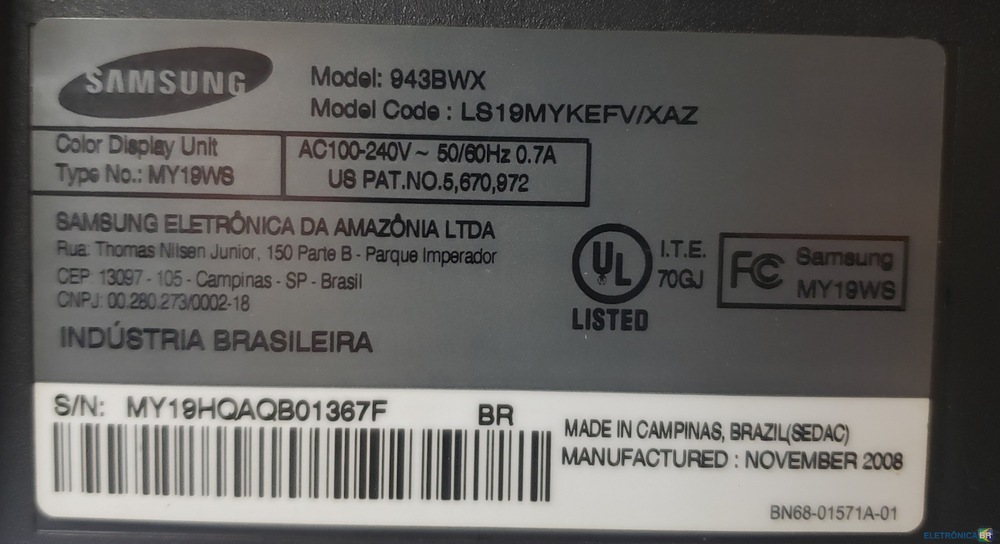 SAMSUNG
Model: 943BWX
Model Code : LS19MYKEFV/XAZ
Color Display Unit
Type No.: MY19WS
AC100-240V ~ 50/60Hz 0.7A
US PAT.NO.5,670,972
SAMSUNG ELETRÔNICA DA AMAZÔNIA LTDA
Rua: Thomas Nilsen Junior, 150 Parte B - Parque Imperador
CEP: 13097 - 105 - Campinas - SP - Brasil
CNPJ: 00.280.273/0002-18
INDÚSTRIA BRASILEIRA
UL
LISTED
I.T.E.
70GJ
FC Samsung
MY19WS
S/N: MY19HQAQB01367F BR
MADE IN CAMPINAS, BRAZIL(SEDAC)
MANUFACTURED : NOVEMBER 2008
BN68-01571A-01
ELETRÔNICA BR